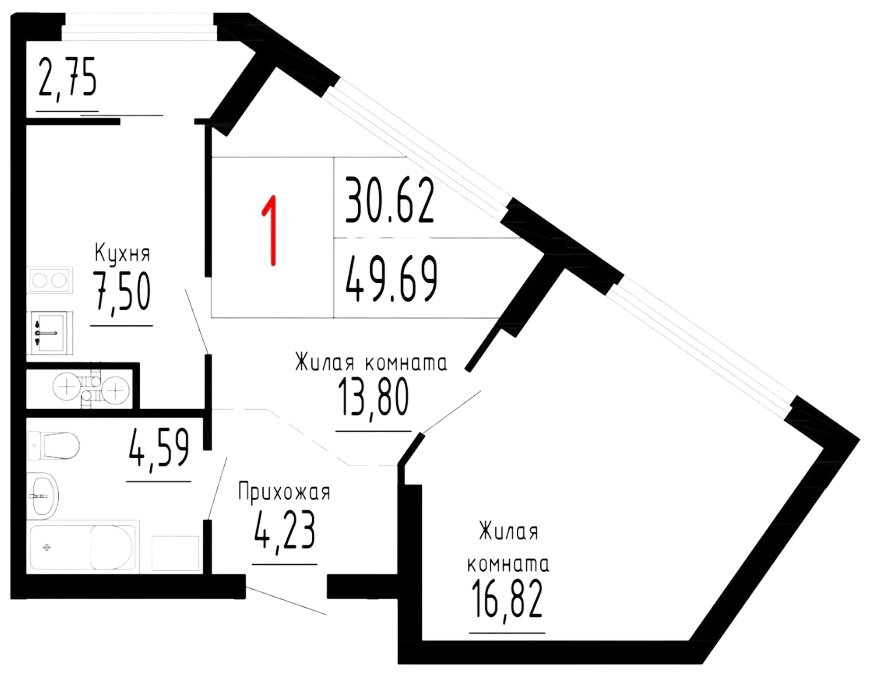 2,75
1
30.62
49.69
Кухня
7,50
Жилая комната
13,80
4,59
Прихожая
4,23
Жилая
комната
16,82